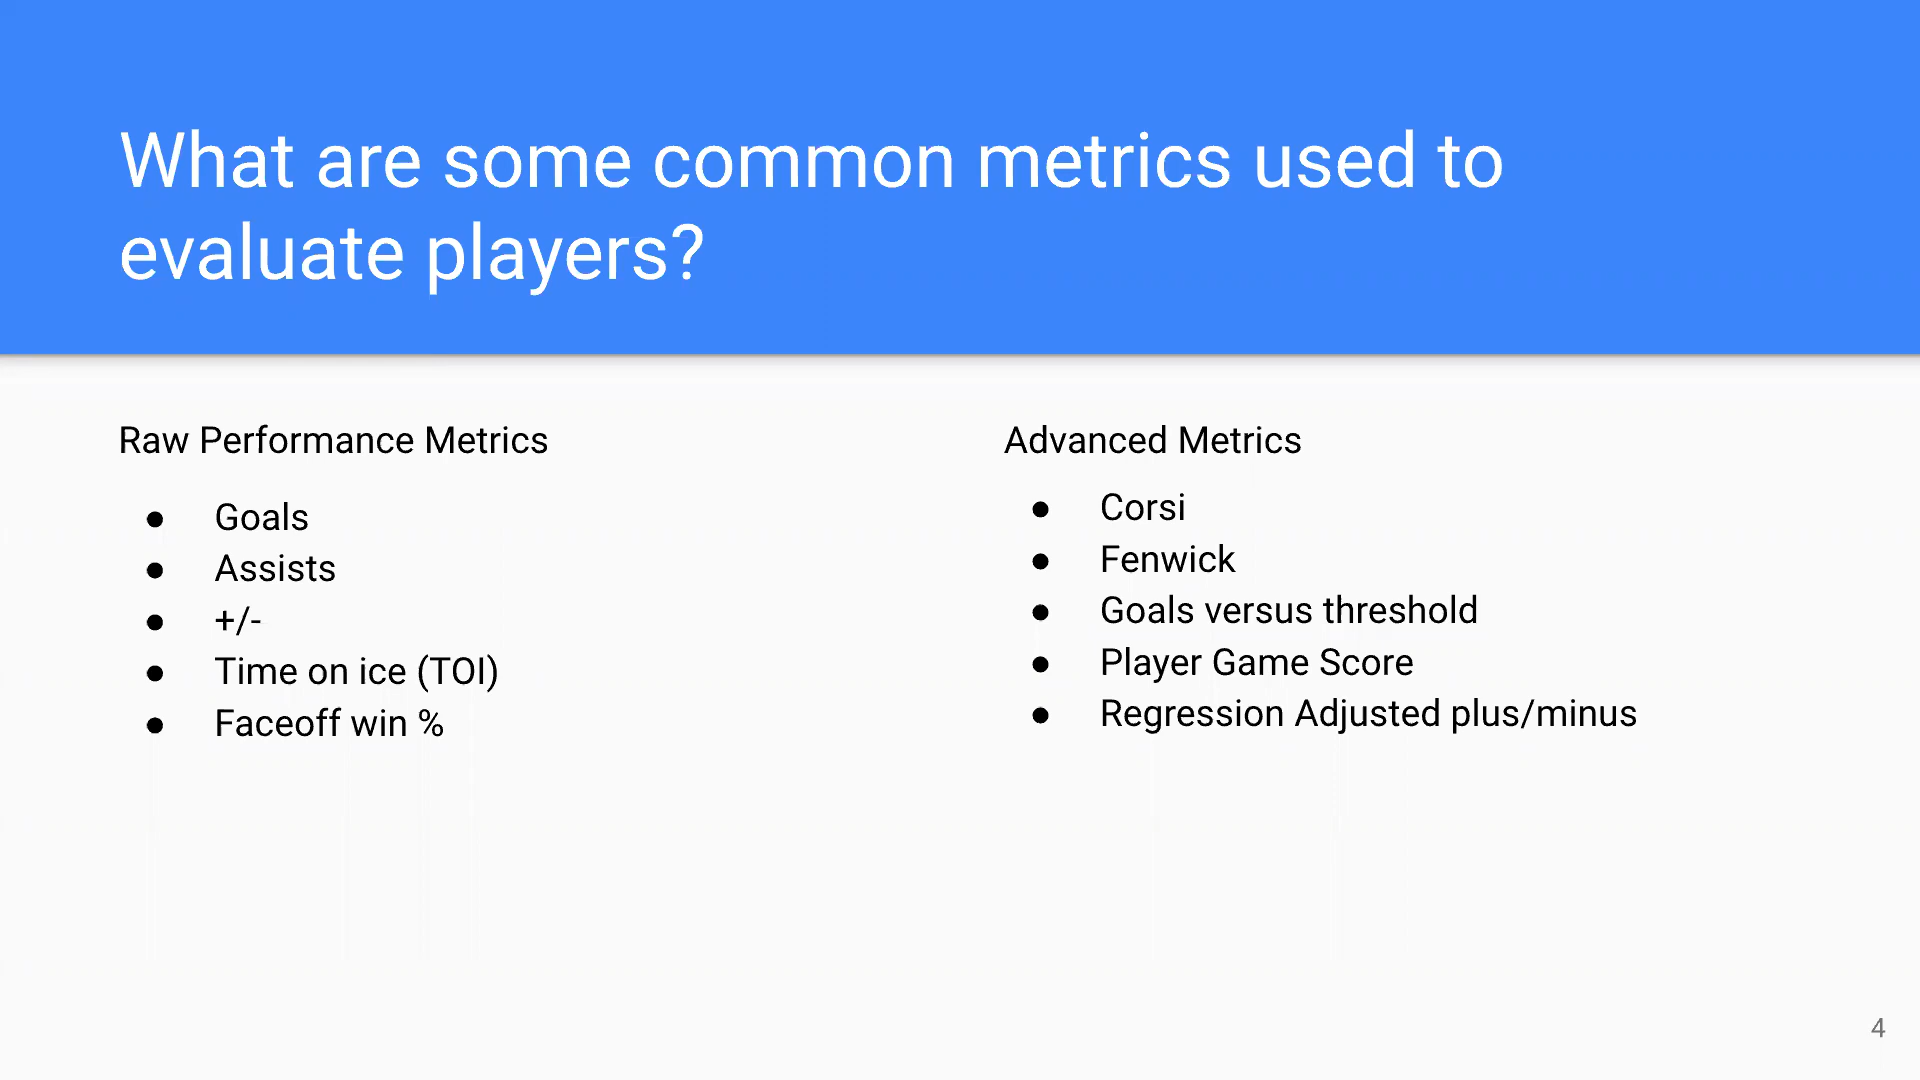 What are some common metrics used to
evaluate players?
Raw Performance Metrics
● Goals
● Assists
● +/-
● Time on ice (TOI)
● Faceoff win %
Advanced Metrics
● Corsi
● Fenwick
● Goals versus threshold
● Player Game Score
● Regression Adjusted plus/minus
4